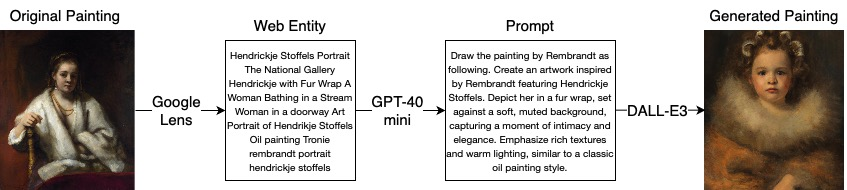 Original Painting
Web Entity
Prompt
Generated Painting
Hendrickje Stoffels Portrait
The National Gallery
Hendrickje with Fur Wrap A
Woman Bathing in a Stream
Woman in a doorway Art
Portrait of Hendrikje Stoffels
Oil painting Tronie
rembrandt portrait
hendrickje stoffels
Draw the painting by Rembrandt as
following. Create an artwork inspired
by Rembrandt featuring Hendrickje
Stoffels. Depict her in a fur wrap, set
against a soft, muted background,
capturing a moment of intimacy and
elegance. Emphasize rich textures
and warm lighting, similar to a classic
oil painting style.
Google
Lens
GPT-40
mini
DALL-E3